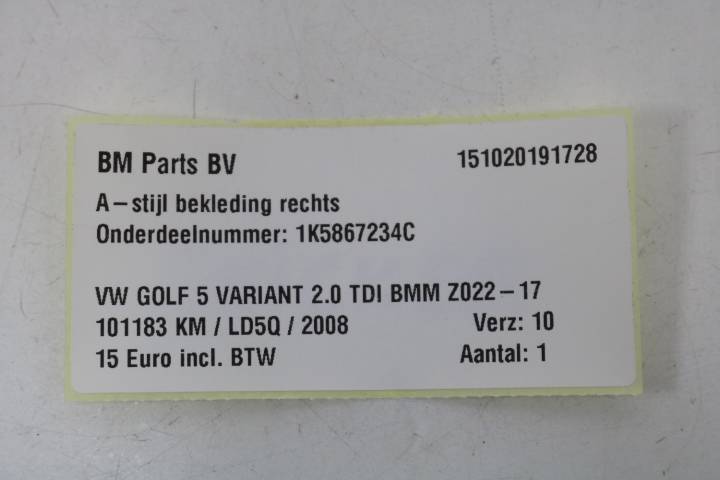 BM Parts BV 151020191728
A-stijl bekleding rechts
Onderdeelnummer: 1K5867234C
VW GOLF 5 VARIANT 2.0 TDI BMM Z022-17
101183 KM / LD5Q / 2008 Verz: 10
15 Euro incl. BTW Aantal: 1